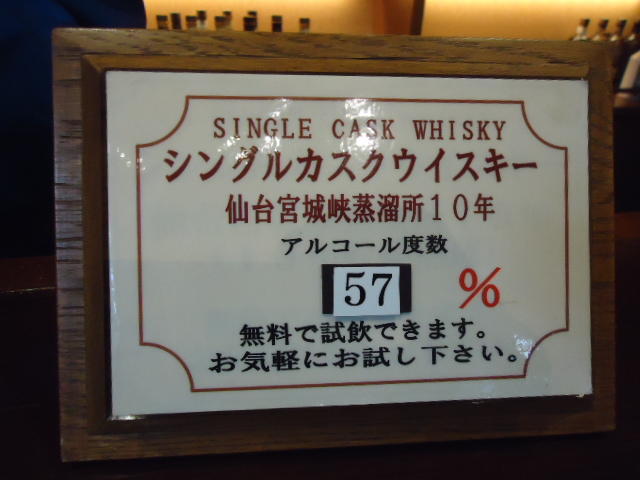 SINGLE CASK WHISKY
シングルカスクウイスキー
仙台宮城峡蒸溜所10年
アルコール度数
57 %
無料で試飲できます。
お気軽にお試し下さい。